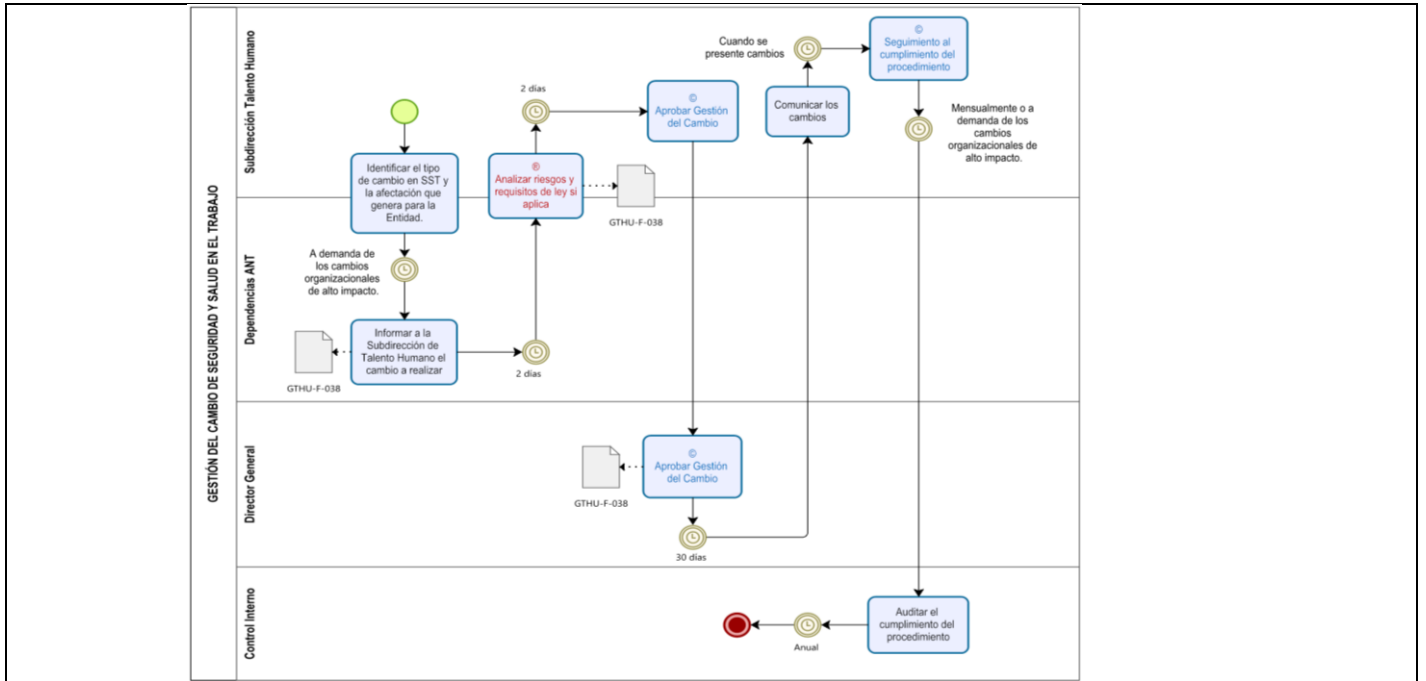 GESTIÓN DEL CAMBIO DE SEGURIDAD Y SALUD EN EL TRABAJO
Subdirección Talento Humano
Identificar el tipo
de cambio en SST y
la afectación que
genera para la
Entidad.
®
Analizar riesgos y
requisitos de ley si
aplica
GTHU-F-038
2 días
©
Aprobar Gestión
del Cambio
Comunicar los
cambios
Cuando se
presente cambios
©
Seguimiento al
cumplimiento del
procedimiento
Mensualmente o a
demanda de los
cambios
organizacionales de
alto impacto.
Dependencias ANT
A demanda de
los cambios
organizacionales
de alto impacto.
Informar a la
Subdirección de
Talento Humano el
cambio a realizar
GTHU-F-038
2 días
Director General
©
Aprobar Gestión
del Cambio
GTHU-F-038
30 días
Control Interno
Auditar el
cumplimiento del
procedimiento
Anual